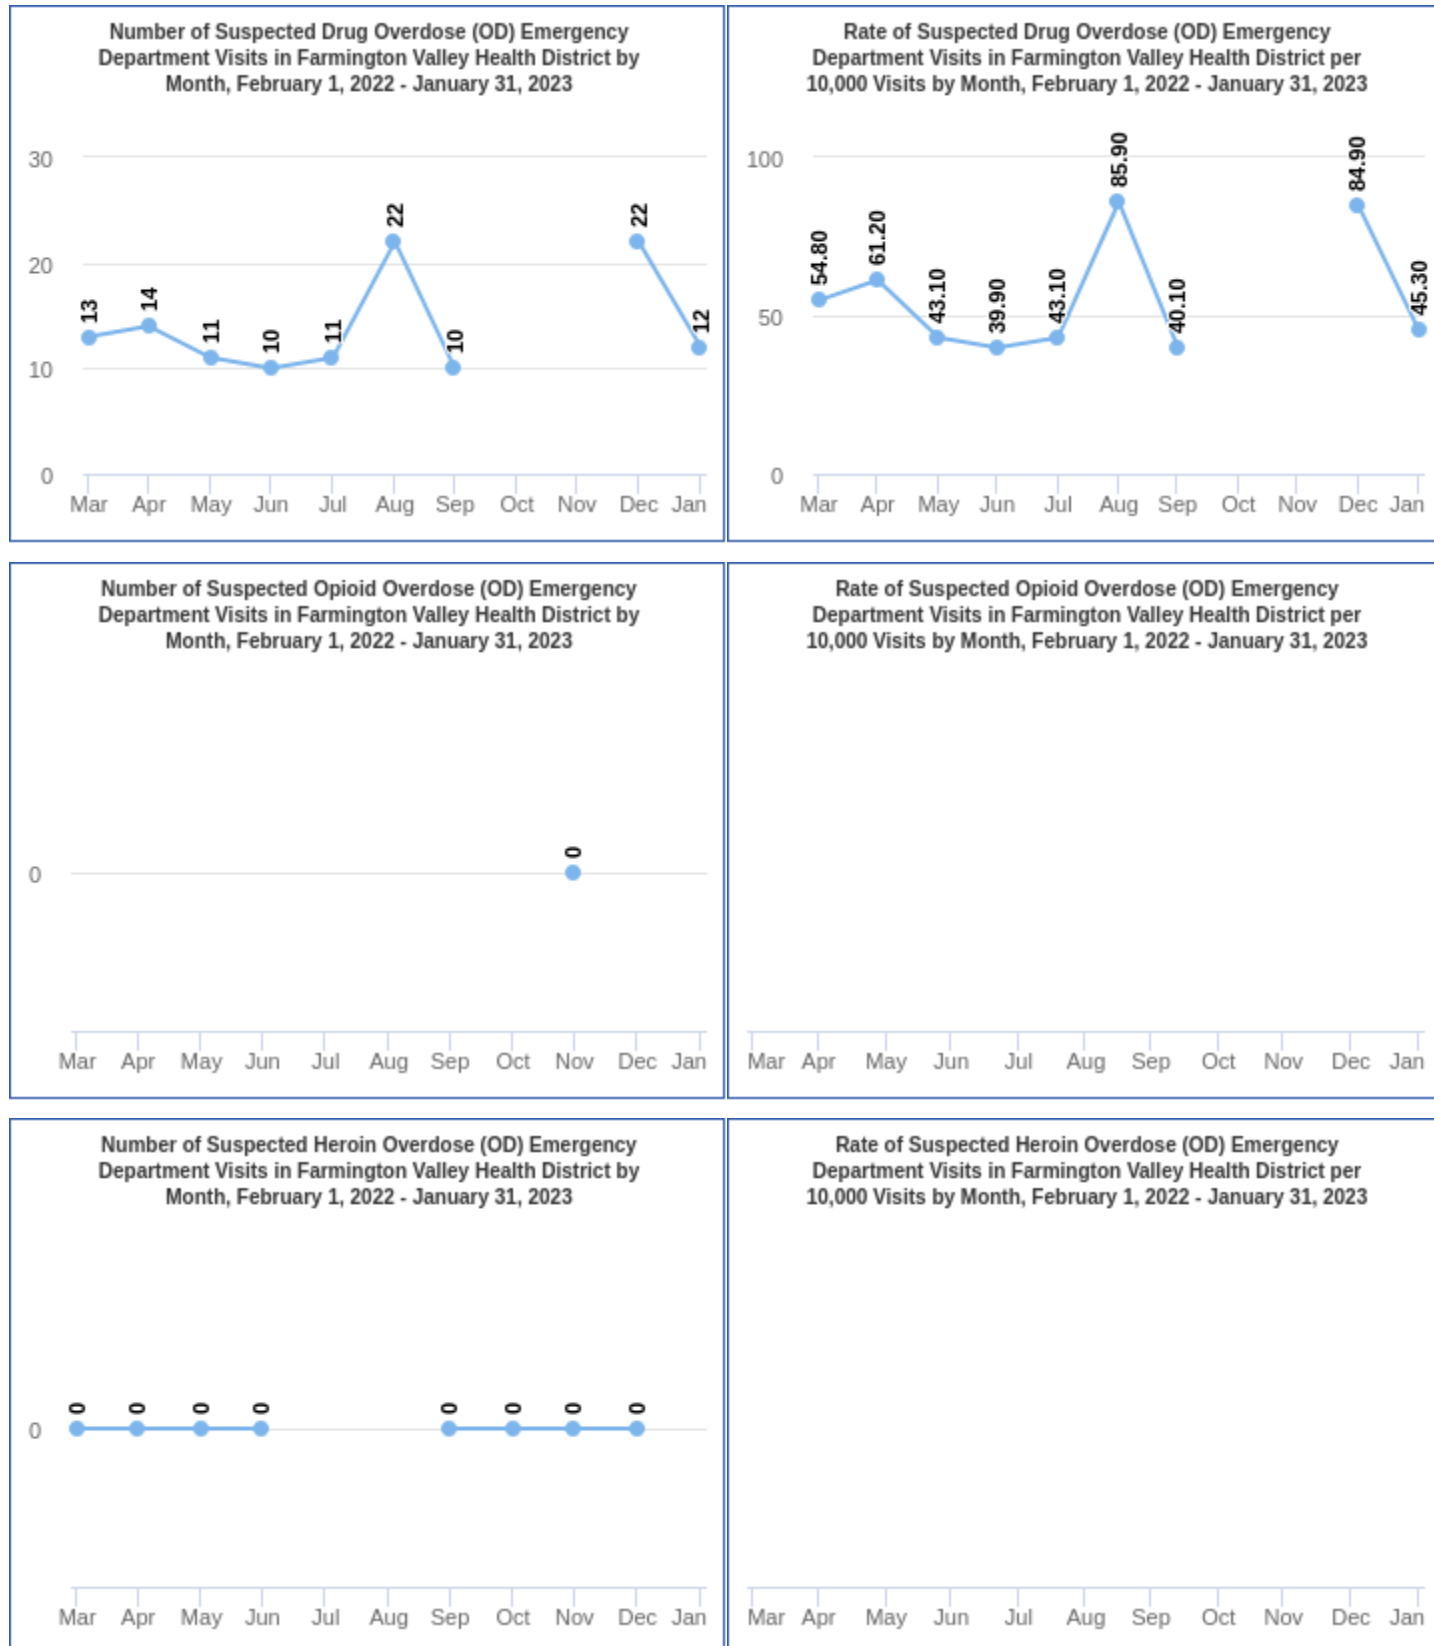 Number of Suspected Drug Overdose (OD) Emergency
Department Visits in Farmington Valley Health District by
Month, February 1, 2022 - January 31, 2023
30
20
10
0
13
14
11
10
11
22
10
22
12
Mar Apr May Jun Jul Aug Sep Oct Nov Dec Jan
Rate of Suspected Drug Overdose (OD) Emergency
Department Visits in Farmington Valley Health District per
10,000 Visits by Month, February 1, 2022 - January 31, 2023
100
50
0
54.80
61.20
43.10
39.90
43.10
85.90
40.10
84.90
45.30
Mar Apr May Jun Jul Aug Sep Oct Nov Dec Jan
Number of Suspected Opioid Overdose (OD) Emergency
Department Visits in Farmington Valley Health District by
Month, February 1, 2022 - January 31, 2023
0
0
Mar Apr May Jun Jul Aug Sep Oct Nov Dec Jan
Rate of Suspected Opioid Overdose (OD) Emergency
Department Visits in Farmington Valley Health District per
10,000 Visits by Month, February 1, 2022 - January 31, 2023
Mar Apr May Jun Jul Aug Sep Oct Nov Dec Jan
Number of Suspected Heroin Overdose (OD) Emergency
Department Visits in Farmington Valley Health District by
Month, February 1, 2022 - January 31, 2023
0
0
0
0
0
0
0
0
0
Mar Apr May Jun Jul Aug Sep Oct Nov Dec Jan
Rate of Suspected Heroin Overdose (OD) Emergency
Department Visits in Farmington Valley Health District per
10,000 Visits by Month, February 1, 2022 - January 31, 2023
Mar Apr May Jun Jul Aug Sep Oct Nov Dec Jan